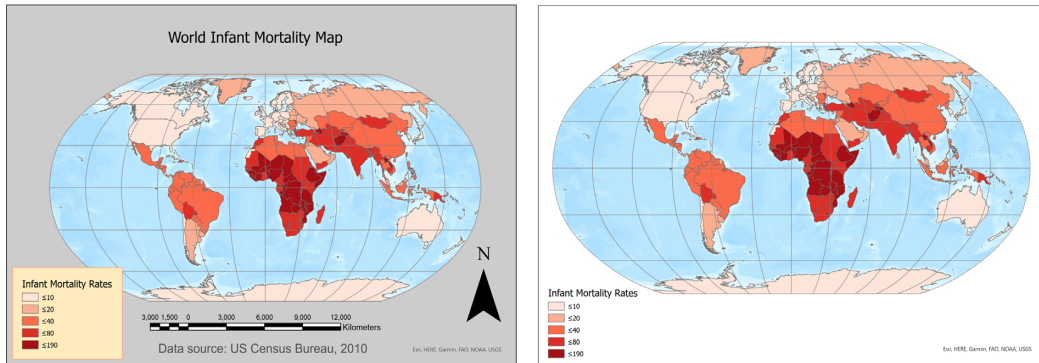 World Infant Mortality Map
N
Infant Mortality Rates
≤10
≤20
≤40
≤80
≤190
3,000 1,500 0 3,000 6,000 9,000 12,000
Kilometers
Data source: US Census Bureau, 2010
Esri, HERE, Garmin, FAO, NOAA, USGS
Infant Mortality Rates
≤10
≤20
≤40
≤80
≤190
Esri, HERE, Garmin, FAO, NOAA, USGS